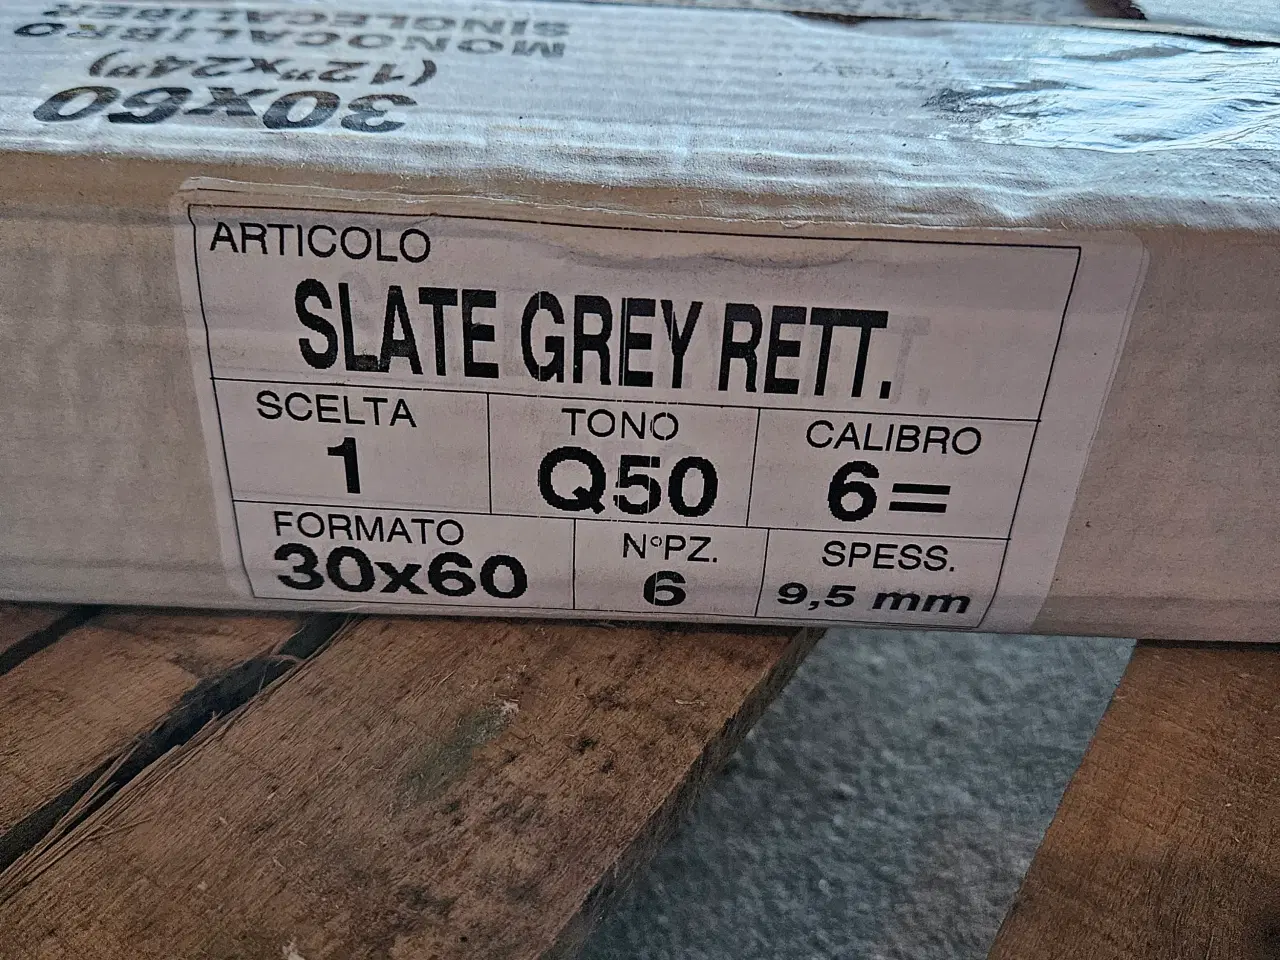 SINGLECALIBER
MONOCALIBRO
(12"x24")
30x60
ARTICOLO
SLATE GREY RETT.
SCELTA
1
TONO
Q50
CALIBRO
6=
FORMATO
30x60
N°PZ.
6
SPESS.
9,5 mm